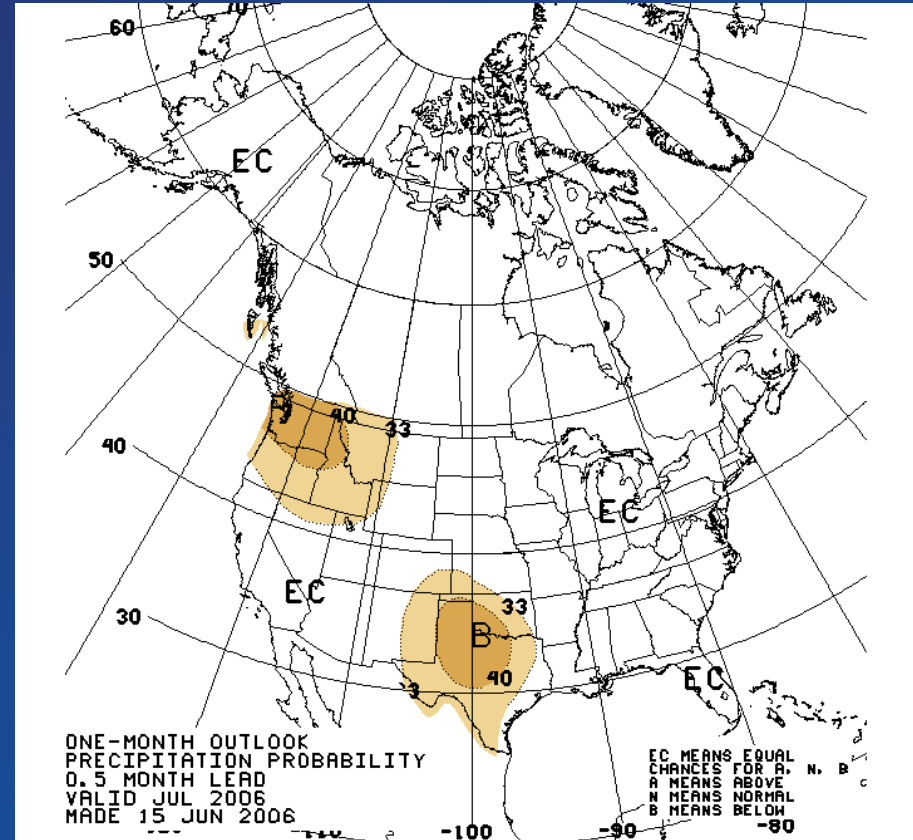 70
60
EC
50
40
33
40
EC
EC
33
B
30
40
EC
ONE-MONTH OUTLOOK
PRECIPITATION PROBABILITY
0.5 MONTH LEAD
VALID JUL 2006
MADE 15 JUN 2006
EC MEANS EQUAL
CHANCES FOR A, N, B
A MEANS ABOVE
N MEANS NORMAL
B MEANS BELOW
-110
-100
-90
-80